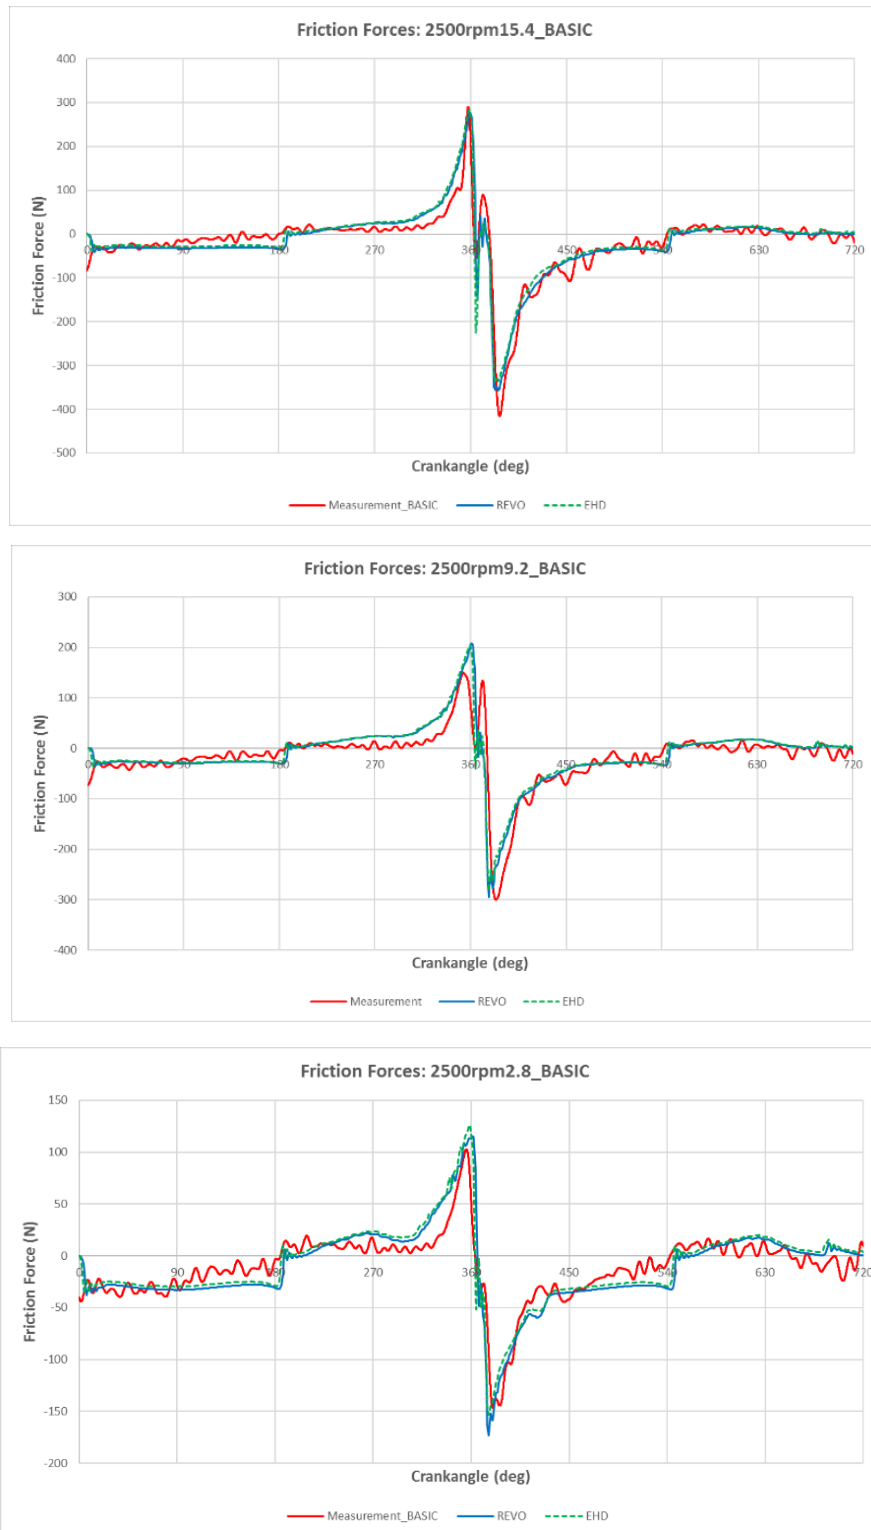 Friction Forces: 2500rpm15.4_BASIC
400
300
200
100
0
-100
-200
-300
-400
-500
Friction Force (N)
0 90 180 270 360 450 540 630 720
Crankangle (deg)
Measurement_BASIC REVO EHD
Friction Forces: 2500rpm9.2_BASIC
300
200
100
0
-100
-200
-300
-400
Friction Force (N)
0 90 180 270 360 450 540 630 720
Crankangle (deg)
Measurement REVO EHD
Friction Forces: 2500rpm2.8_BASIC
150
100
50
0
-50
-100
-150
-200
Friction Force (N)
0 90 180 270 360 450 540 630 720
Crankangle (deg)
Measurement_BASIC REVO EHD